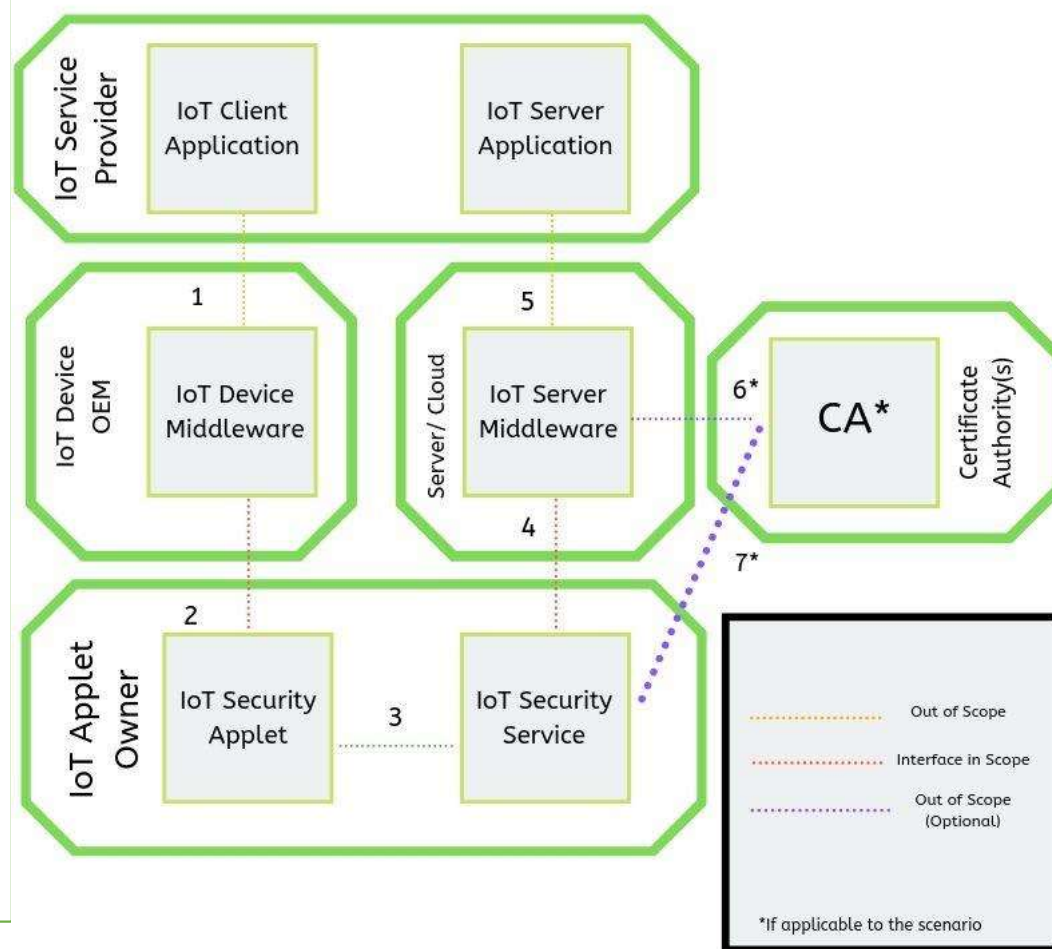 IoT Service
Provider
IoT Client
Application
IoT Server
Application
1
5
IoT Device
OEM
IoT Device
Middleware
Server/ Cloud
IoT Server
Middleware
6*
CA*
Certificate
Authority(s)
4
7*
2
IoT Applet
Owner
IoT Security
Applet
3
IoT Security
Service
Out of Scope
Interface in Scope
Out of Scope
(Optional)
*If applicable to the scenario